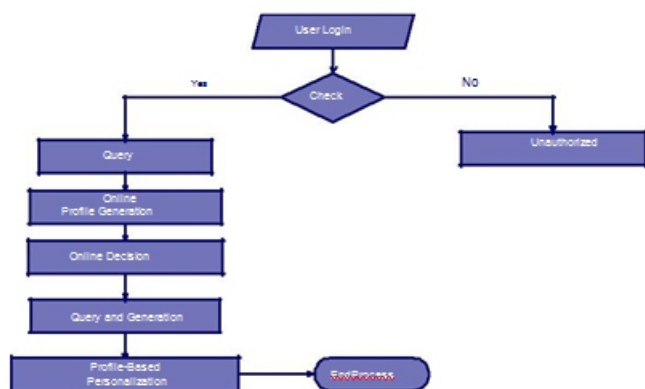 User Login
Yes
Check
No
Query
Unauthorized
Online
Profile Generation
Online Decision
Query and Generation
Profile-Based
Personalization
EndProcess